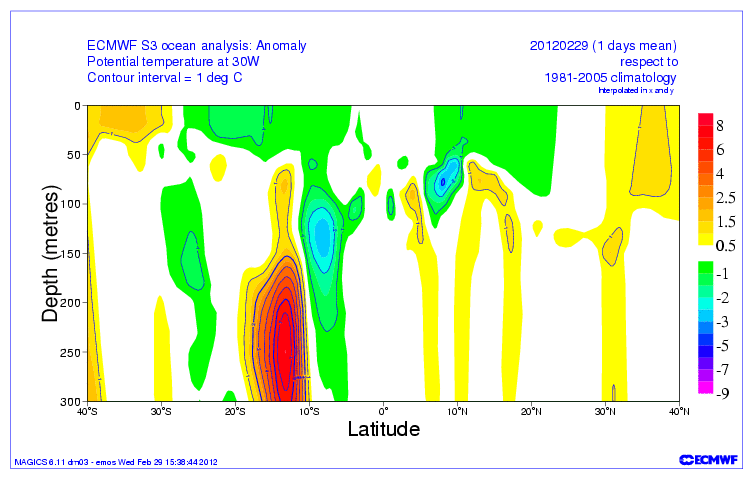 ECMWF S3 ocean analysis: Anomaly
20120229 (1 days mean)
Potential temperature at 30W
respect to
Contour interval = 1 deg C
1981-2005 climatology
Interpolated in x and y
0
50
100
150
200
250
300
Depth (metres)
40°S
30°S
20°S
10°S
0°
10°N
20°N
30°N
40°N
Latitude
8
6
4
2.5
1.5
0.5
-1
-2
-3
-5
-7
-9
MAGICS 6.11 dm03 - emos Wed Feb 29 15:38:44 2012
ECMWF